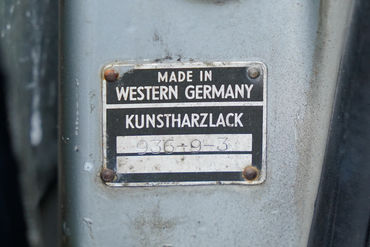 MADE IN
WESTERN GERMANY
KUNSTHARZLACK
936-9-3